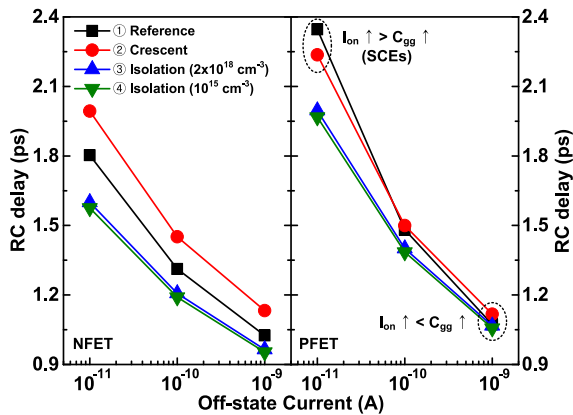 2.4
2.1
1.8
1.5
1.2
0.9
RC delay (ps)
① Reference
② Crescent
③ Isolation (2x10¹⁸ cm⁻³)
④ Isolation (10¹⁵ cm⁻³)
NFET
10⁻¹¹ 10⁻¹⁰ 10⁻⁹
Iₒₙ ↑ > C_gg ↑
(SCEs)
Iₒₙ ↑ < C_gg ↑
PFET
10⁻¹¹ 10⁻¹⁰ 10⁻⁹
2.4
2.1
1.8
1.5
1.2
0.9
RC delay (ps)
Off-state Current (A)